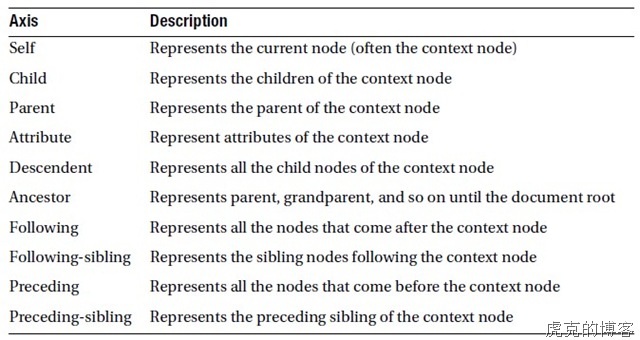 Axis Description
Self Represents the current node (often the context node)
Child Represents the children of the context node
Parent Represents the parent of the context node
Attribute Represent attributes of the context node
Descendent Represents all the child nodes of the context node
Ancestor Represents parent, grandparent, and so on until the document root
Following Represents all the nodes that come after the context node
Following-sibling Represents the sibling nodes following the context node
Preceding Represents all the nodes that come before the context node
Preceding-sibling Represents the preceding sibling of the context node
虎克的博客